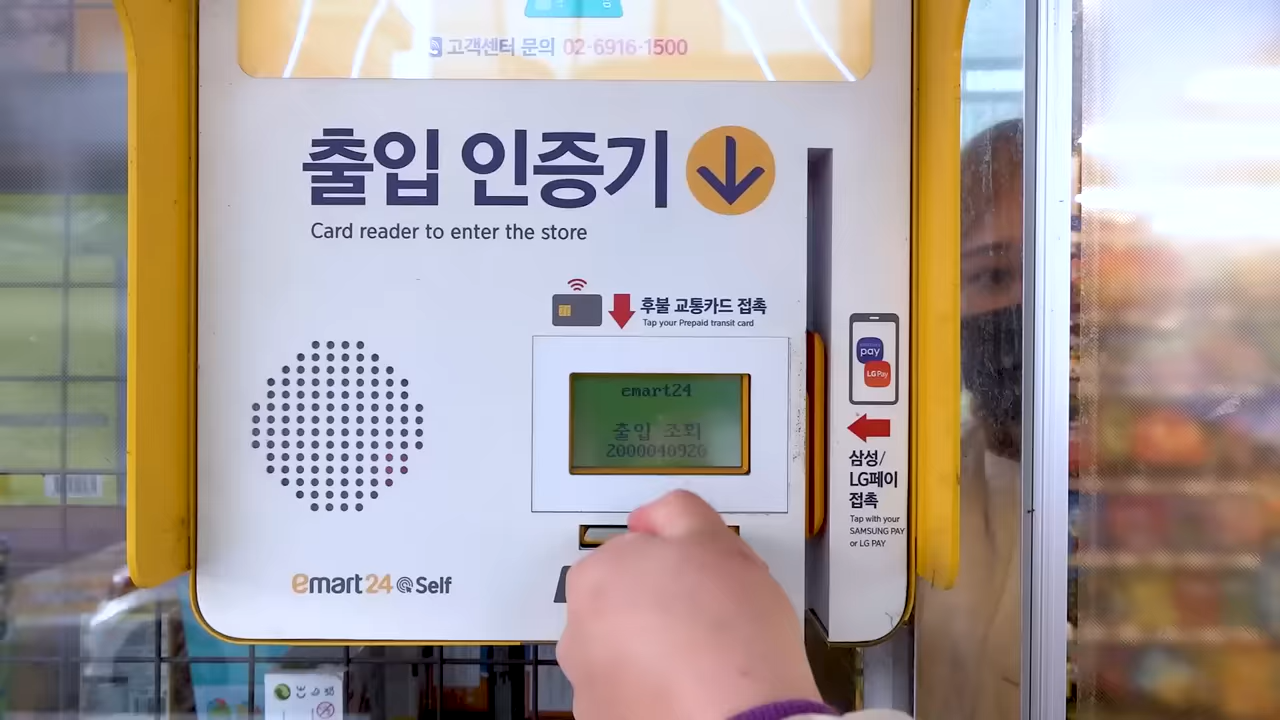 고객센터 문의 02-6916-1500
출입 인증기
Card reader to enter the store
후불 교통카드 접촉
Tap your Prepaid transit card
emart24
출입 조회
2000040920
pay
LG Pay
삼성/
LG페이
접촉
Tap with your
SAMSUNG PAY
or LG PAY
emart24 Self